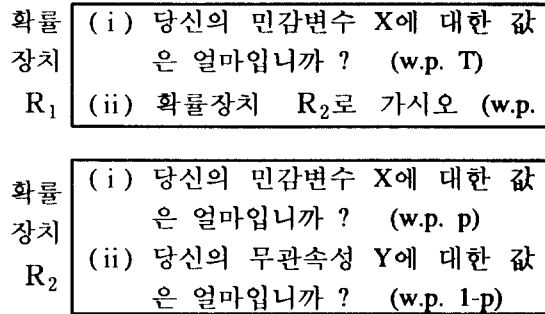 확률
장치
R₁
(ⅰ) 당신의 민감변수 X에 대한 값
은 얼마입니까 ? (w.p. T)
(ⅱ) 확률장치 R₂로 가시오 (w.p.
확률
장치
R₂
(ⅰ) 당신의 민감변수 X에 대한 값
은 얼마입니까 ? (w.p. p)
(ⅱ) 당신의 무관속성 Y에 대한 값
은 얼마입니까 ? (w.p. 1-p)